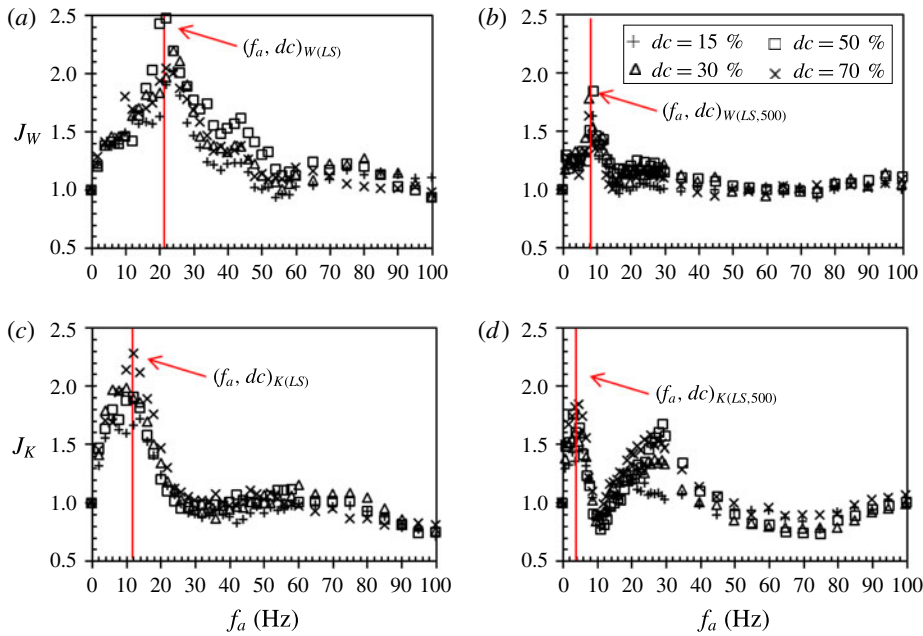 (a)
2.5
2.0
1.5
1.0
0.5
J_W
(f_a, dc)_W(LS)
0 10 20 30 40 50 60 70 80 90 100
(b)
2.5
2.0
1.5
1.0
0.5
dc = 15 % dc = 50 %
dc = 30 % dc = 70 %
(f_a, dc)_W(LS,500)
0 10 20 30 40 50 60 70 80 90 100
(c)
2.5
2.0
1.5
1.0
0.5
J_K
(f_a, dc)_K(LS)
0 10 20 30 40 50 60 70 80 90 100
f_a (Hz)
(d)
2.5
2.0
1.5
1.0
0.5
(f_a, dc)_K(LS,500)
0 10 20 30 40 50 60 70 80 90 100
f_a (Hz)